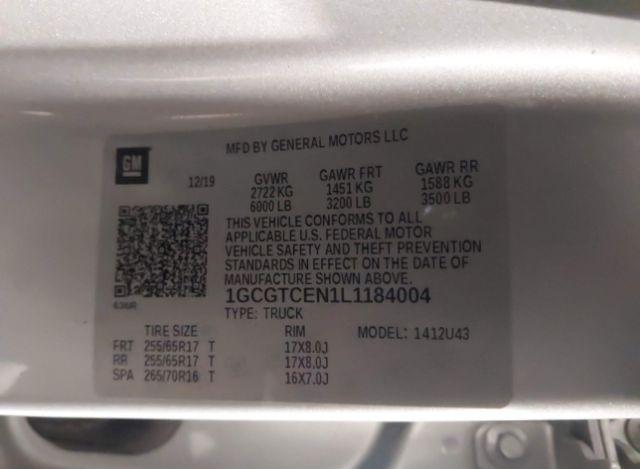 MFD BY GENERAL MOTORS LLC
GM
12/19
GVWR GAWR FRT GAWR RR
2722 KG 1451 KG 1588 KG
6000 LB 3200 LB 3500 LB
THIS VEHICLE CONFORMS TO ALL
APPLICABLE U.S. FEDERAL MOTOR
VEHICLE SAFETY AND THEFT PREVENTION
STANDARDS IN EFFECT ON THE DATE OF
MANUFACTURE SHOWN ABOVE.
1GCGTCEN1L1184004
TYPE: TRUCK
TIRE SIZE RIM MODEL: 1412U43
FRT 255/65R17 T 17X8.0J
RR 255/65R17 T 17X8.0J
SPA 265/70R16 T 16X7.0J